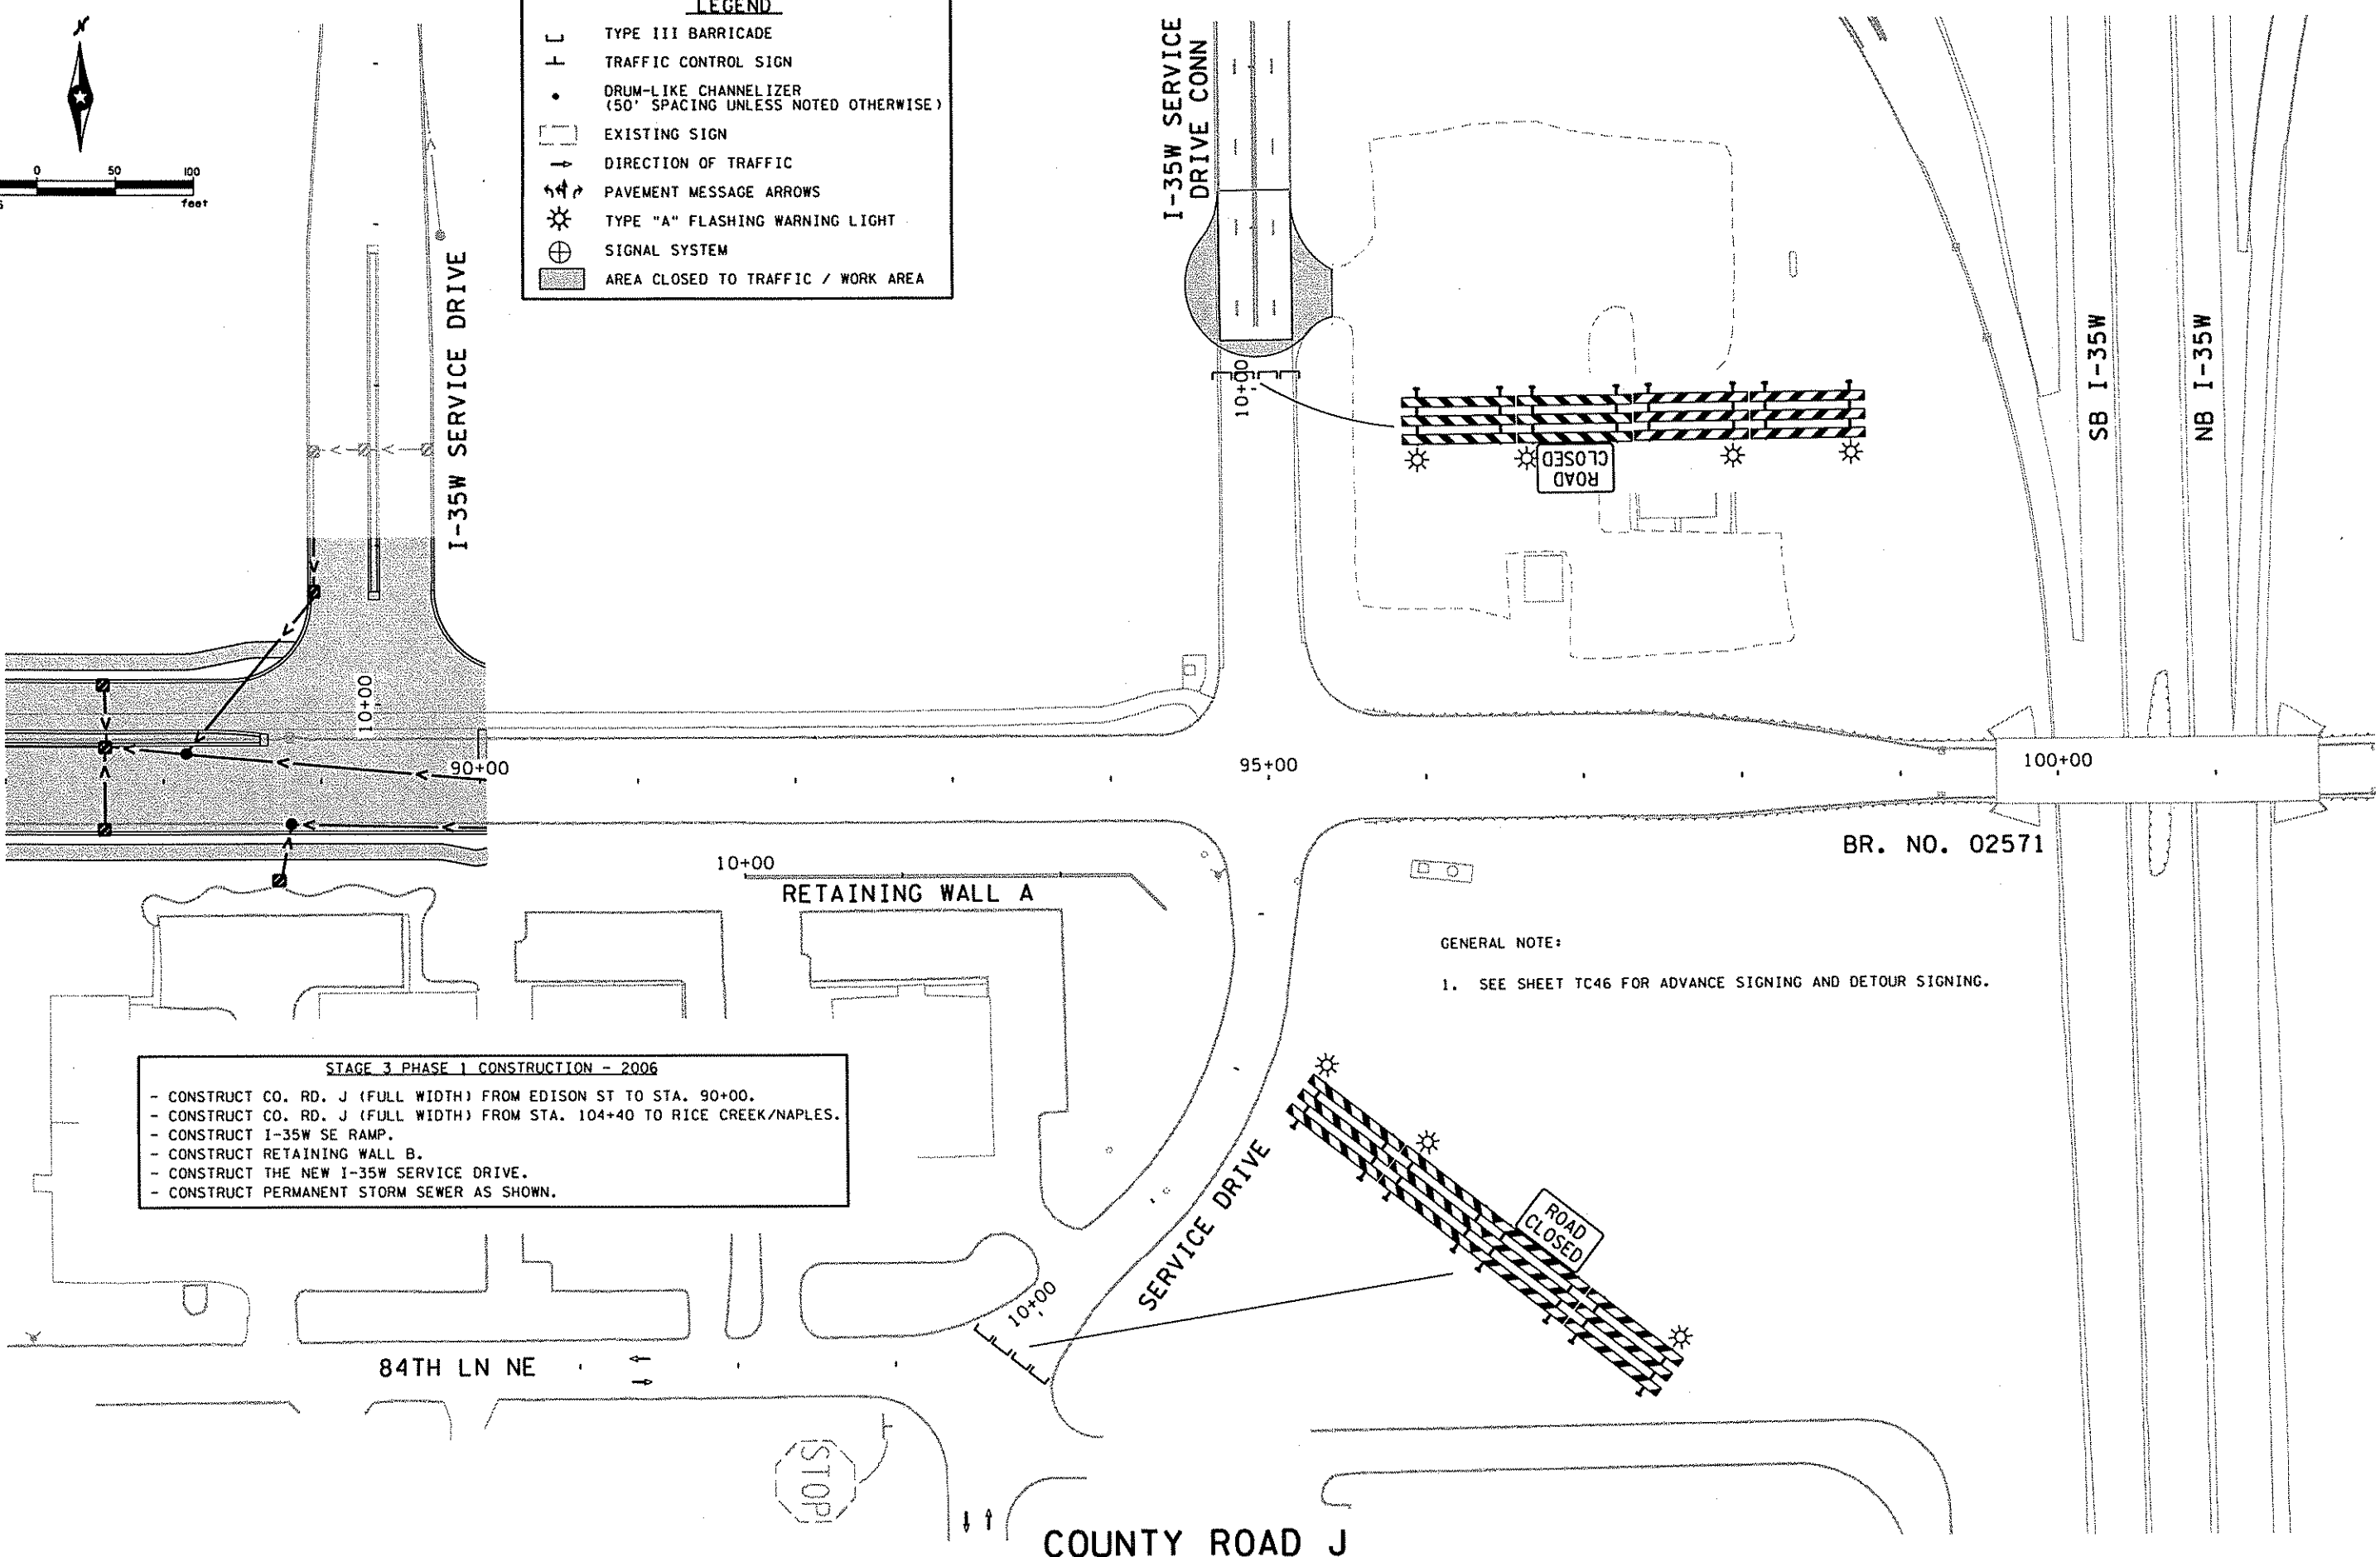 LEGEND
TYPE III BARRICADE
TRAFFIC CONTROL SIGN
DRUM-LIKE CHANNELIZER
(50' SPACING UNLESS NOTED OTHERWISE)
EXISTING SIGN
DIRECTION OF TRAFFIC
PAVEMENT MESSAGE ARROWS
TYPE "A" FLASHING WARNING LIGHT
SIGNAL SYSTEM
AREA CLOSED TO TRAFFIC / WORK AREA
N
0 50 100
feet
I-35W SERVICE DRIVE
I-35W SERVICE
DRIVE CONN
10+00
ROAD
CLOSED
SB I-35W
NB I-35W
10+00
90+00
95+00
100+00
BR. NO. 02571
10+00
RETAINING WALL A
GENERAL NOTE:
1. SEE SHEET TC46 FOR ADVANCE SIGNING AND DETOUR SIGNING.
STAGE 3 PHASE 1 CONSTRUCTION - 2006
- CONSTRUCT CO. RD. J (FULL WIDTH) FROM EDISON ST TO STA. 90+00.
- CONSTRUCT CO. RD. J (FULL WIDTH) FROM STA. 104+40 TO RICE CREEK/NAPLES.
- CONSTRUCT I-35W SE RAMP.
- CONSTRUCT RETAINING WALL B.
- CONSTRUCT THE NEW I-35W SERVICE DRIVE.
- CONSTRUCT PERMANENT STORM SEWER AS SHOWN.
SERVICE DRIVE
ROAD
CLOSED
10+00
84TH LN NE
STOP
COUNTY ROAD J